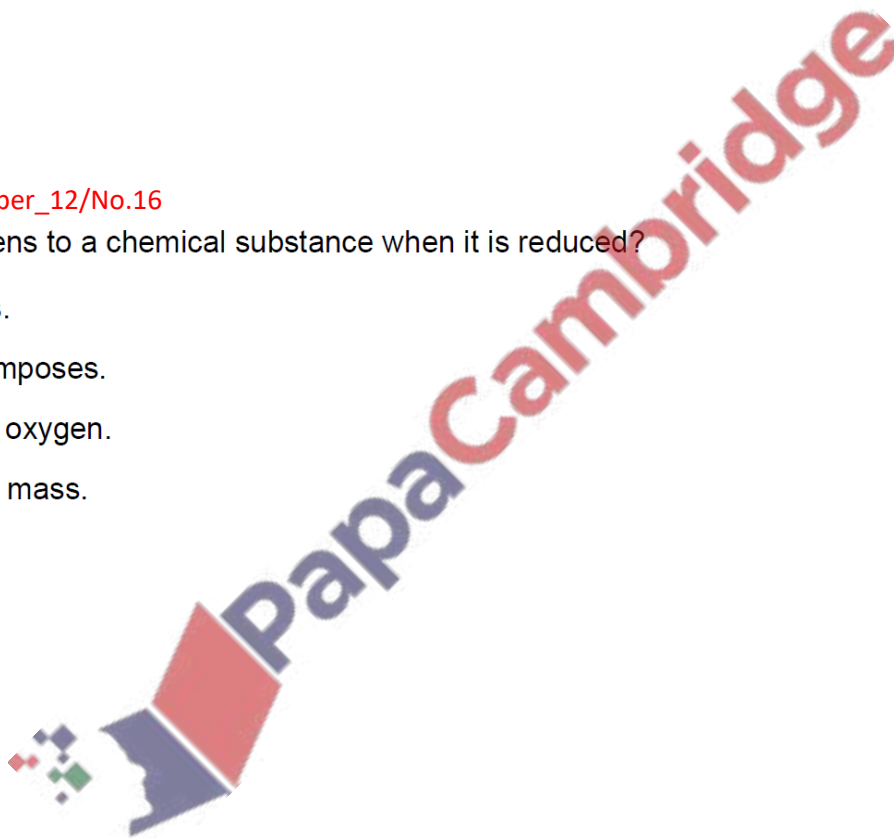 per_12/No.16
ens to a chemical substance when it is reduced?
s.
mposes.
oxygen.
mass.
PapaCambridge